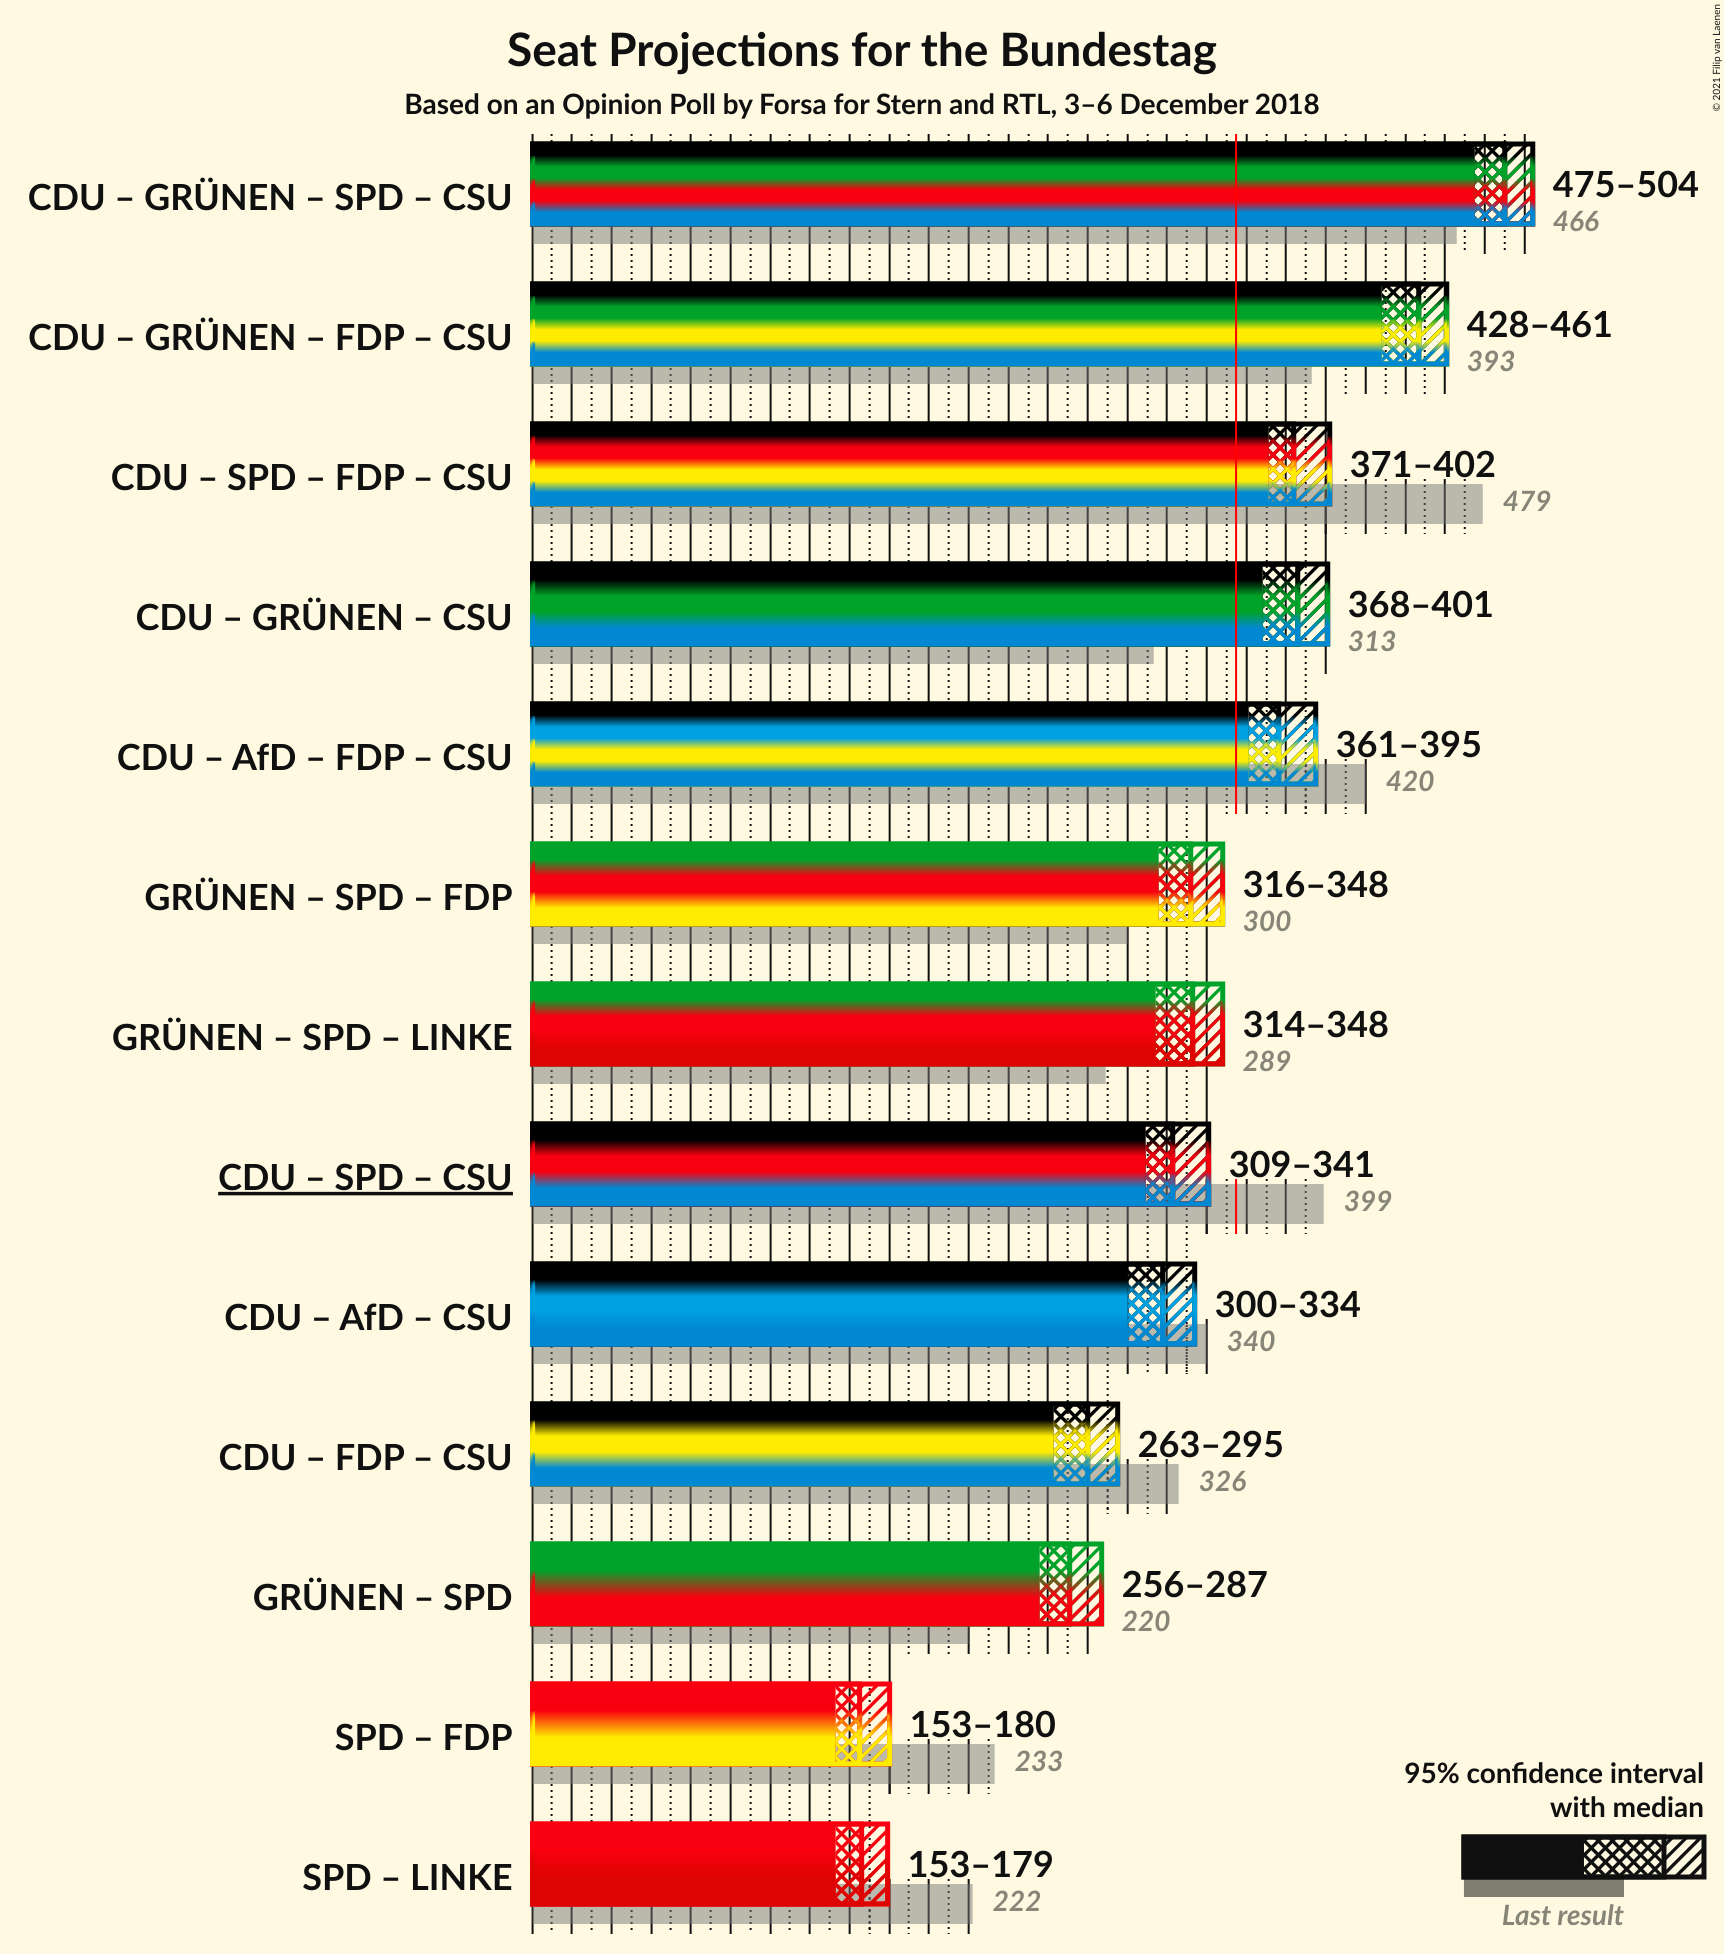 Seat Projections for the Bundestag
Based on an Opinion Poll by Forsa for Stern and RTL, 3–6 December 2018
© 2021 Filip van Laenen
CDU – GRÜNEN – SPD – CSU
475–504
466
CDU – GRÜNEN – FDP – CSU
428–461
393
CDU – SPD – FDP – CSU
371–402
479
CDU – GRÜNEN – CSU
368–401
313
CDU – AfD – FDP – CSU
361–395
420
GRÜNEN – SPD – FDP
316–348
300
GRÜNEN – SPD – LINKE
314–348
289
CDU – SPD – CSU
309–341
399
CDU – AfD – CSU
300–334
340
CDU – FDP – CSU
263–295
326
GRÜNEN – SPD
256–287
220
SPD – FDP
153–180
233
SPD – LINKE
153–179
222
95% confidence interval
with median
Last result